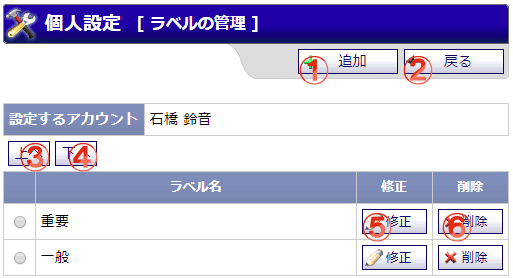 個人設定 [ ラベルの管理 ]
① 追加 ② 戻る
設定するアカウント 石橋 鈴音
上へ ③ 下へ ④
ラベル名 修正 削除
重要 ⑤ 修正 ⑥ 削除
一般 修正 削除